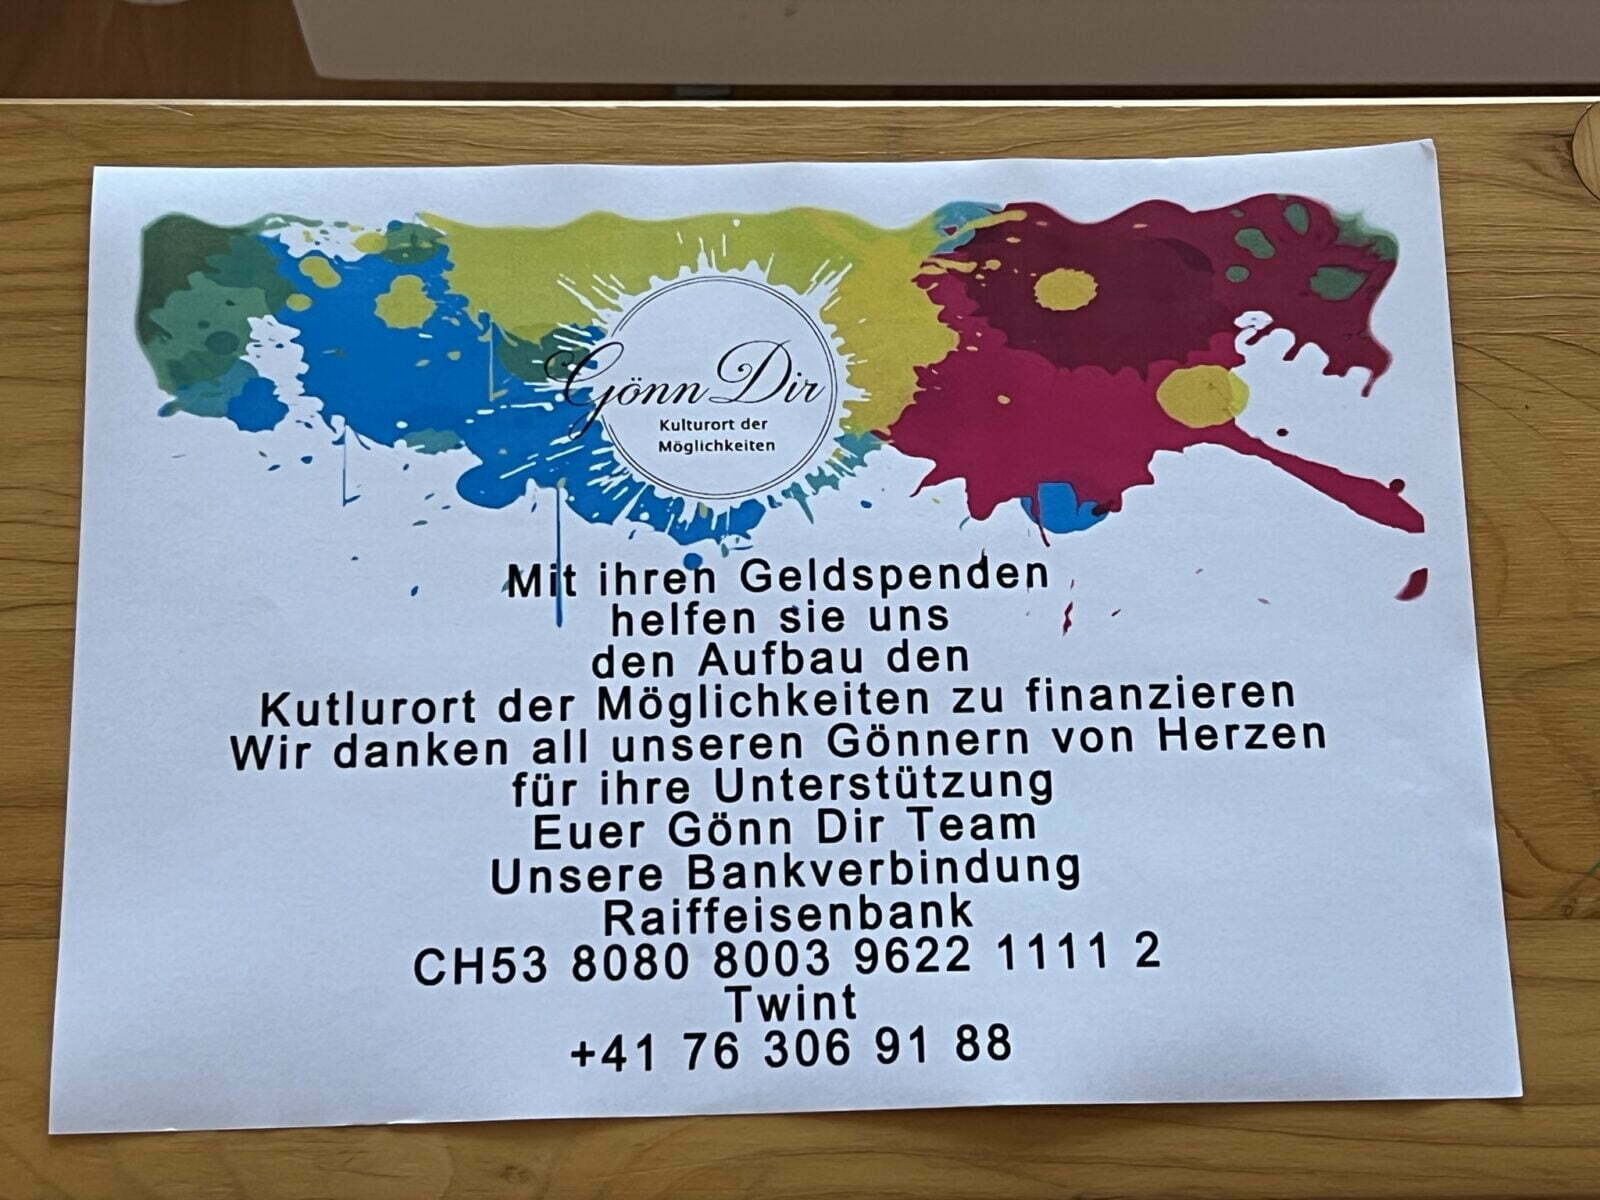 Gönn Dir
Kulturort der
Möglichkeiten
Mit ihren Geldspenden
helfen sie uns
den Aufbau den
Kutlurort der Möglichkeiten zu finanzieren
Wir danken all unseren Gönnern von Herzen
für ihre Unterstützung
Euer Gönn Dir Team
Unsere Bankverbindung
Raiffeisenbank
CH53 8080 8003 9622 1111 2
Twint
+41 76 306 91 88